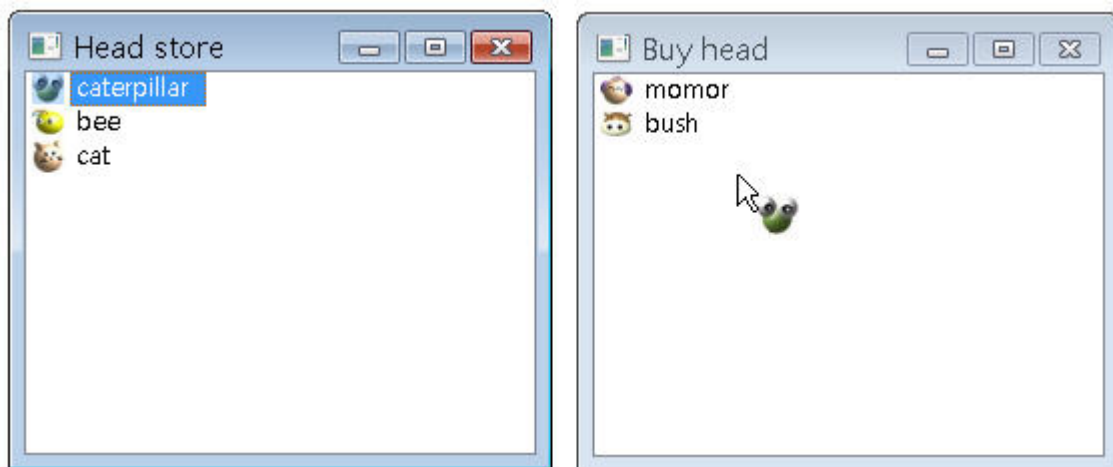 Head store
caterpillar
bee
cat
Buy head
momor
bush